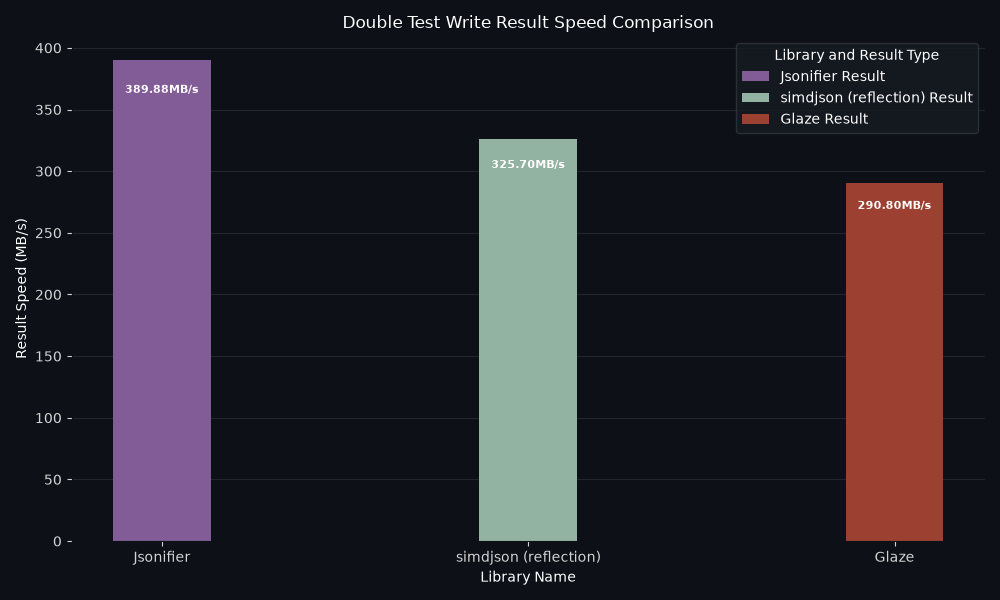 Double Test Write Result Speed Comparison
Library and Result Type
Jsonifier Result
simdjson (reflection) Result
Glaze Result
Result Speed (MB/s)
400
350
300
250
200
150
100
50
0
389.88MB/s
325.70MB/s
290.80MB/s
Jsonifier
simdjson (reflection)
Glaze
Library Name